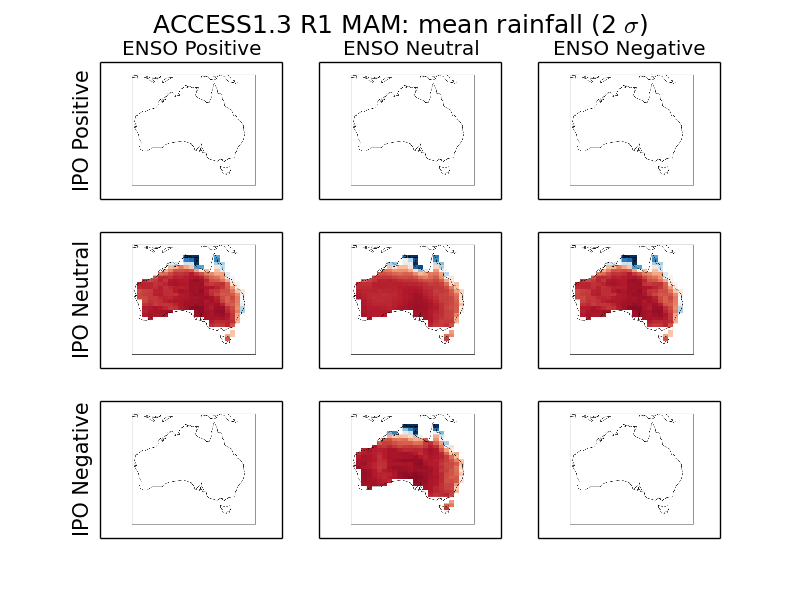 ACCESS1.3 R1 MAM: mean rainfall (2 σ)
ENSO Positive ENSO Neutral ENSO Negative
IPO Positive
IPO Neutral
IPO Negative